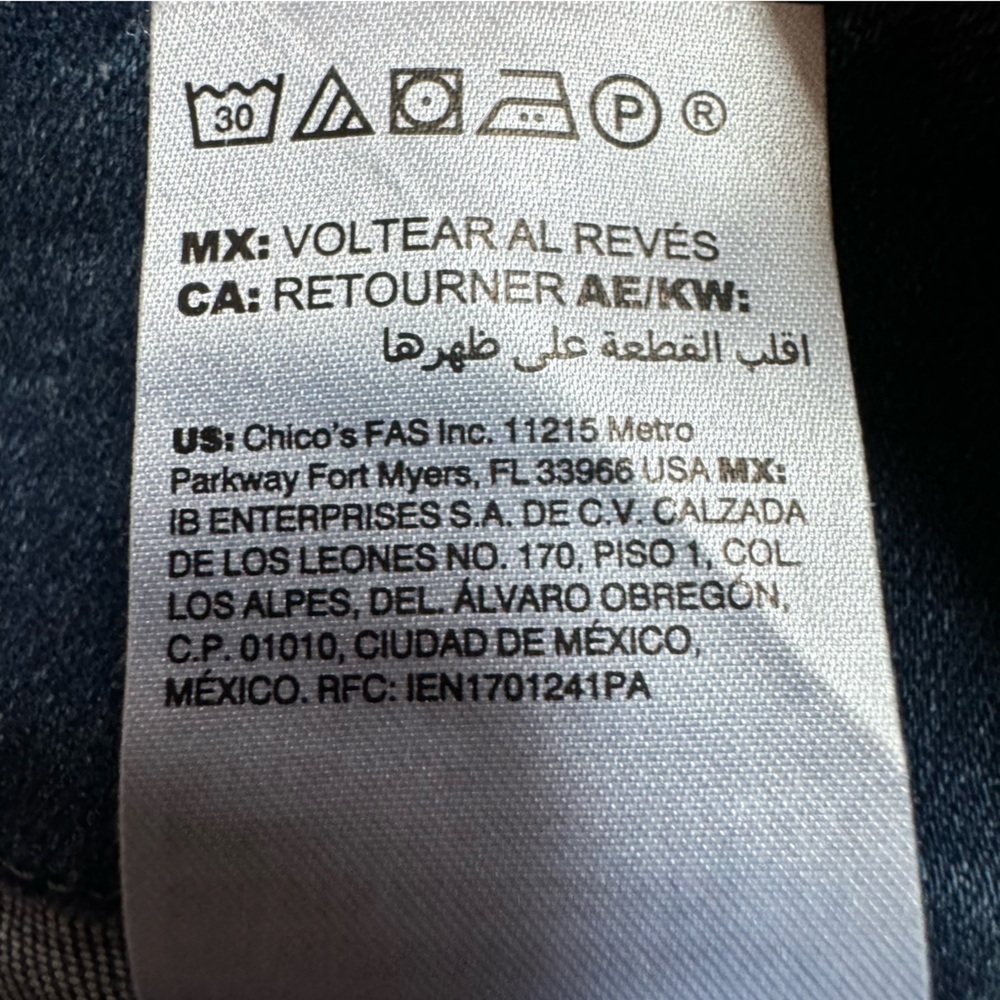 30 P ®
MX: VOLTEAR AL REVÉS
CA: RETOURNER AE/KW:
اقلب القطعة على ظهرها
US: Chico's FAS Inc. 11215 Metro
Parkway Fort Myers, FL 33966 USA MX:
IB ENTERPRISES S.A. DE C.V. CALZADA
DE LOS LEONES NO. 170, PISO 1, COL.
LOS ALPES, DEL. ÁLVARO OBREGÓN,
C.P. 01010, CIUDAD DE MÉXICO,
MÉXICO. RFC: IEN1701241PA